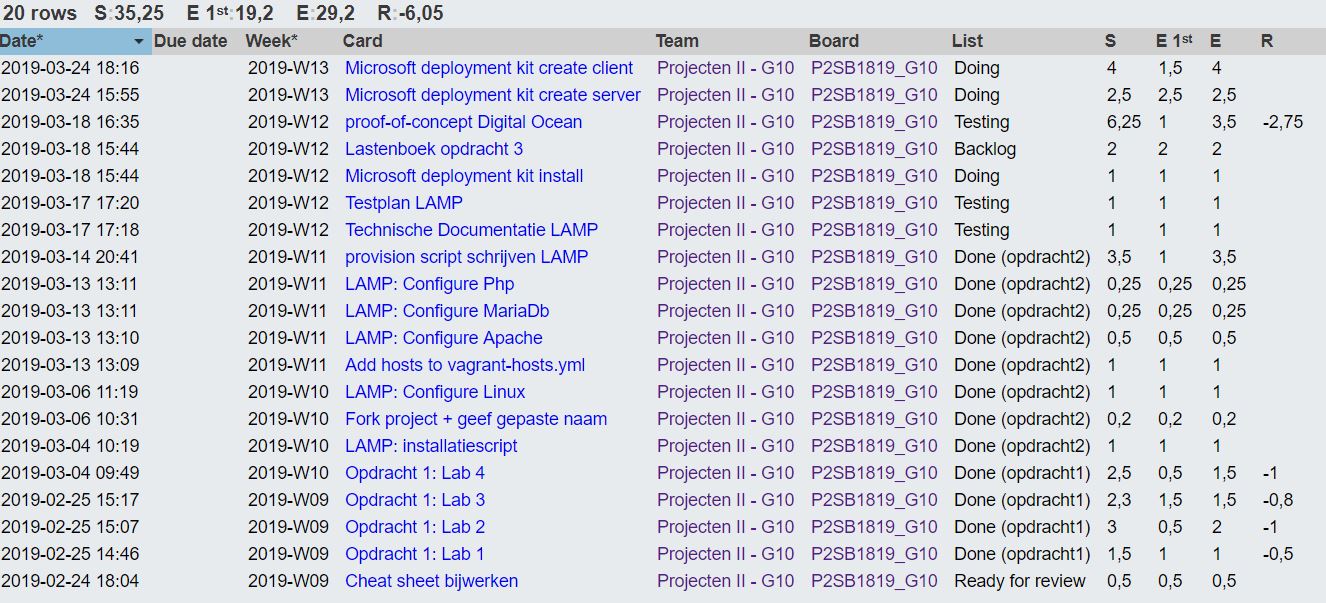 20 rows S:35,25 E 1st:19,2 E:29,2 R:-6,05
Date* Due date Week* Card Team Board List S E 1st E R
2019-03-24 18:16 2019-W13 Microsoft deployment kit create client Projecten II - G10 P2SB1819_G10 Doing 4 1,5 4
2019-03-24 15:55 2019-W13 Microsoft deployment kit create server Projecten II - G10 P2SB1819_G10 Doing 2,5 2,5 2,5
2019-03-18 16:35 2019-W12 proof-of-concept Digital Ocean Projecten II - G10 P2SB1819_G10 Testing 6,25 1 3,5 -2,75
2019-03-18 15:44 2019-W12 Lastenboek opdracht 3 Projecten II - G10 P2SB1819_G10 Backlog 2 2 2
2019-03-18 15:44 2019-W12 Microsoft deployment kit install Projecten II - G10 P2SB1819_G10 Doing 1 1 1
2019-03-17 17:20 2019-W12 Testplan LAMP Projecten II - G10 P2SB1819_G10 Testing 1 1 1
2019-03-17 17:18 2019-W12 Technische Documentatie LAMP Projecten II - G10 P2SB1819_G10 Testing 1 1 1
2019-03-14 20:41 2019-W11 provision script schrijven LAMP Projecten II - G10 P2SB1819_G10 Done (opdracht2) 3,5 1 3,5
2019-03-13 13:11 2019-W11 LAMP: Configure Php Projecten II - G10 P2SB1819_G10 Done (opdracht2) 0,25 0,25 0,25
2019-03-13 13:11 2019-W11 LAMP: Configure MariaDb Projecten II - G10 P2SB1819_G10 Done (opdracht2) 0,25 0,25 0,25
2019-03-13 13:10 2019-W11 LAMP: Configure Apache Projecten II - G10 P2SB1819_G10 Done (opdracht2) 0,5 0,5 0,5
2019-03-13 13:09 2019-W11 Add hosts to vagrant-hosts.yml Projecten II - G10 P2SB1819_G10 Done (opdracht2) 1 1 1
2019-03-06 11:19 2019-W10 LAMP: Configure Linux Projecten II - G10 P2SB1819_G10 Done (opdracht2) 1 1 1
2019-03-06 10:31 2019-W10 Fork project + geef gepaste naam Projecten II - G10 P2SB1819_G10 Done (opdracht2) 0,2 0,2 0,2
2019-03-04 10:19 2019-W10 LAMP: installatiescript Projecten II - G10 P2SB1819_G10 Done (opdracht2) 1 1 1
2019-03-04 09:49 2019-W10 Opdracht 1: Lab 4 Projecten II - G10 P2SB1819_G10 Done (opdracht1) 2,5 0,5 1,5 -1
2019-02-25 15:17 2019-W09 Opdracht 1: Lab 3 Projecten II - G10 P2SB1819_G10 Done (opdracht1) 2,3 1,5 1,5 -0,8
2019-02-25 15:07 2019-W09 Opdracht 1: Lab 2 Projecten II - G10 P2SB1819_G10 Done (opdracht1) 3 0,5 2 -1
2019-02-25 14:46 2019-W09 Opdracht 1: Lab 1 Projecten II - G10 P2SB1819_G10 Done (opdracht1) 1,5 1 1 -0,5
2019-02-24 18:04 2019-W09 Cheat sheet bijwerken Projecten II - G10 P2SB1819_G10 Ready for review 0,5 0,5 0,5